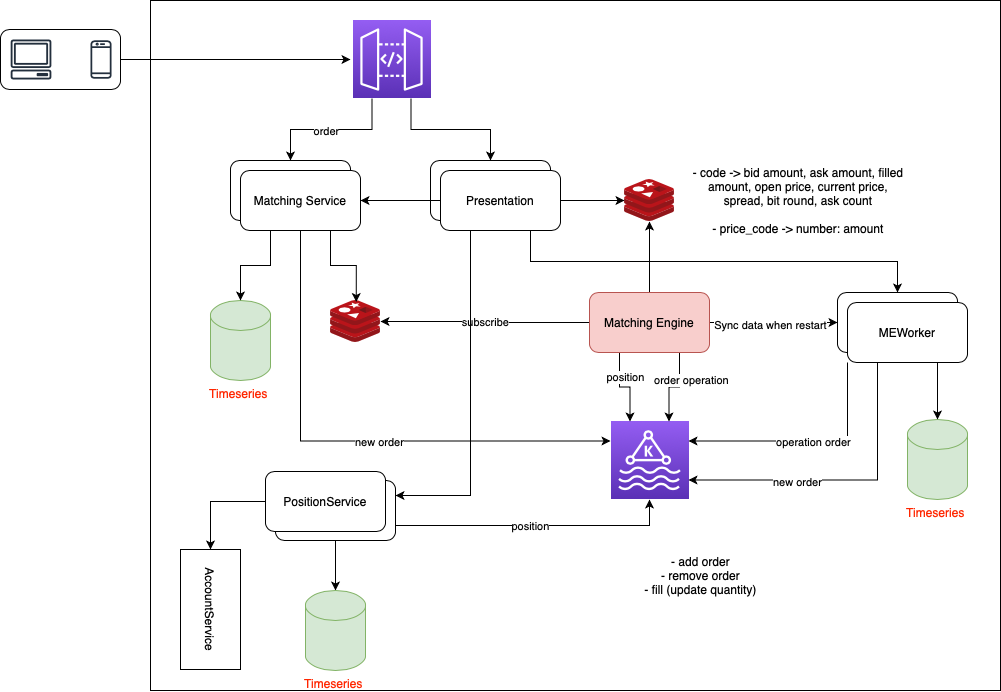 </>
order
Matching Service
Presentation
- code -> bid amount, ask amount, filled
amount, open price, current price,
spread, bit round, ask count
- price_code -> number: amount
subscribe
Matching Engine
Sync data when restart
MEWorker
Timeseries
position
order operation
new order
K
operation order
new order
PositionService
position
Timeseries
AccountService
- add order
- remove order
- fill (update quantity)
Timeseries